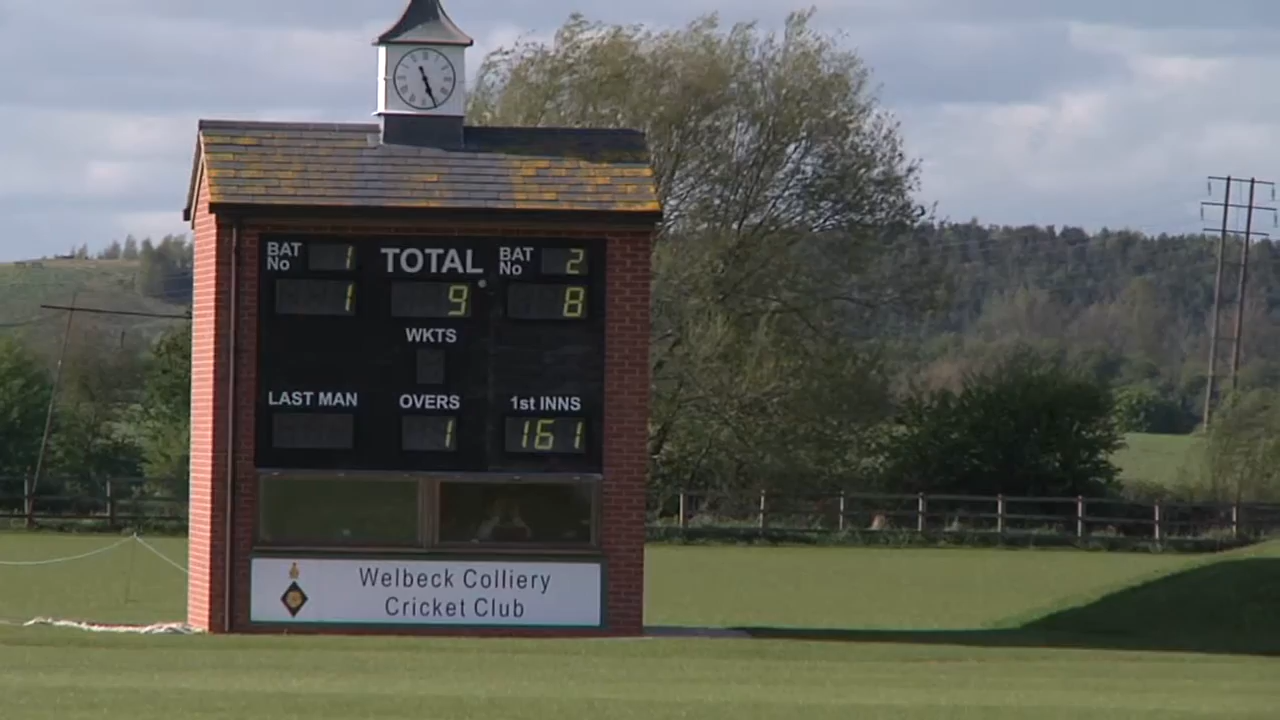 BAT No 1 TOTAL BAT No 2
1 9 8
WKTS
LAST MAN OVERS 1st INNS
1 161
Welbeck Colliery
Cricket Club